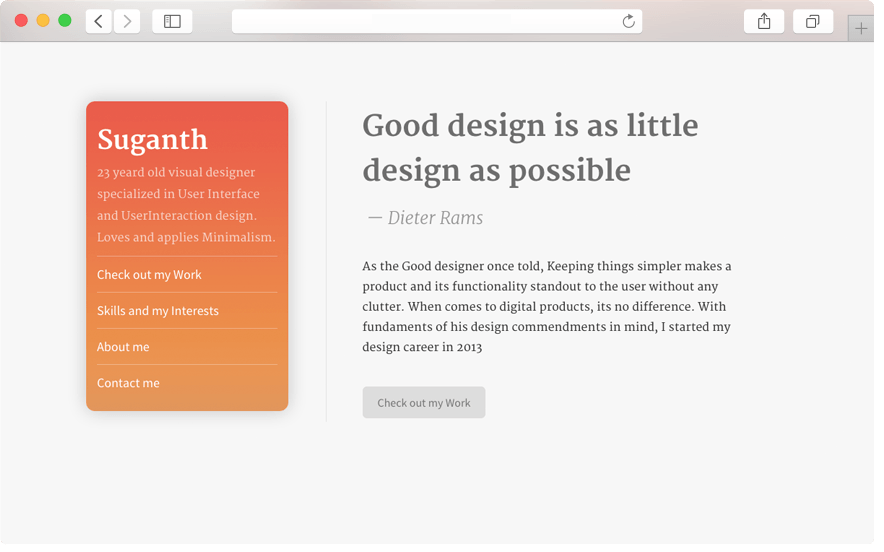 Suganth
23 yeard old visual designer
specialized in User Interface
and UserInteraction design.
Loves and applies Minimalism.
Check out my Work
Skills and my Interests
About me
Contact me
Good design is as little
design as possible
— Dieter Rams
As the Good designer once told, Keeping things simpler makes a
product and its functionality standout to the user without any
clutter. When comes to digital products, its no difference. With
fundaments of his design commendments in mind, I started my
design career in 2013
Check out my Work